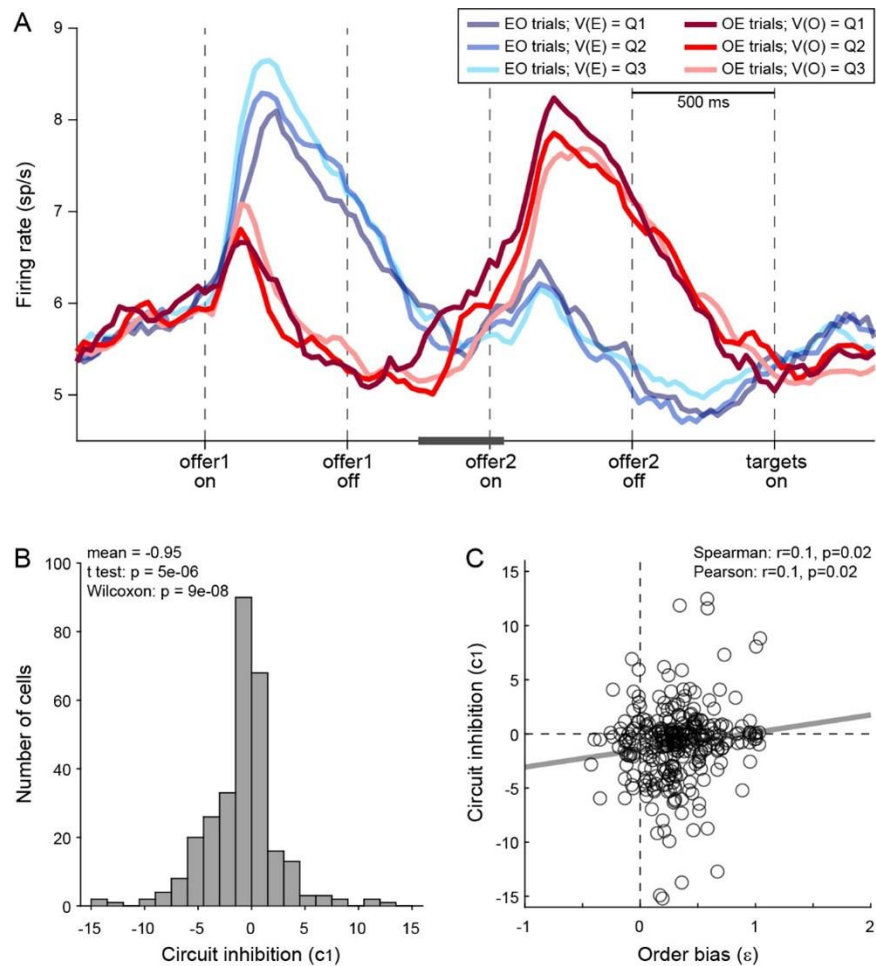 A
EO trials; V(E) = Q1
EO trials; V(E) = Q2
EO trials; V(E) = Q3
OE trials; V(O) = Q1
OE trials; V(O) = Q2
OE trials; V(O) = Q3
500 ms
Firing rate (sp/s)
9
8
7
6
5
offer1
on
offer1
off
offer2
on
offer2
off
targets
on
B
mean = -0.95
t test: p = 5e-06
Wilcoxon: p = 9e-08
Number of cells
100
80
60
40
20
0
-15
-10
-5
0
5
10
15
Circuit inhibition (c1)
C
Spearman: r=0.1, p=0.02
Pearson: r=0.1, p=0.02
Circuit inhibtion (c1)
15
10
5
0
-5
-10
-15
-1
0
1
2
Order bias (ε)